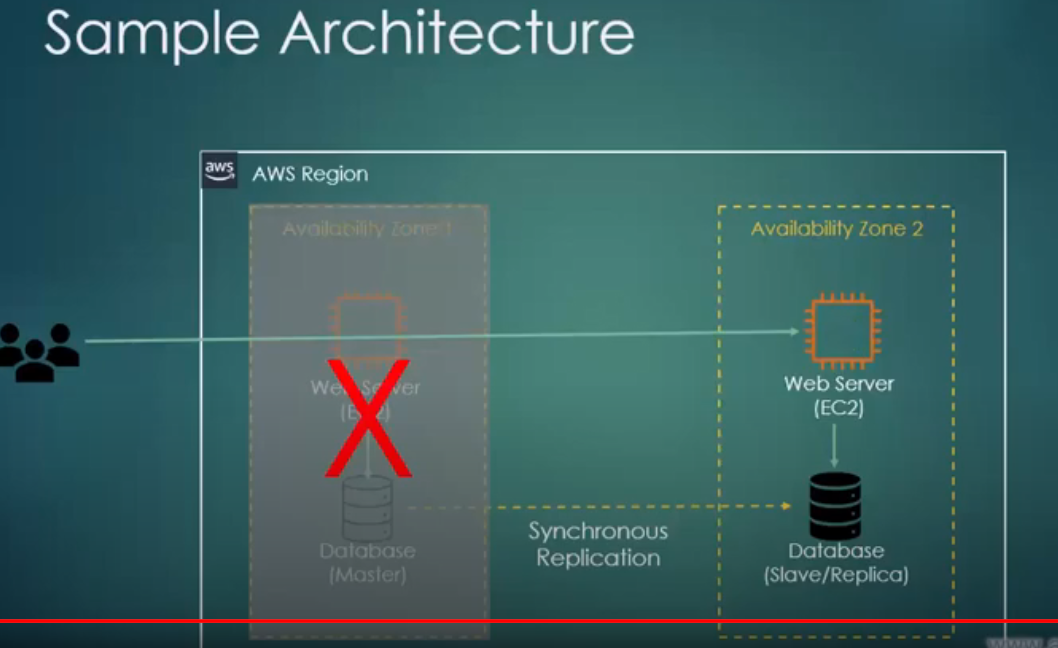 Sample Architecture
aws
AWS Region
Availability Zone 1
Availability Zone 2
Web Server
(EC2)
Web Server
(EC2)
Synchronous
Replication
Database
(Master)
Database
(Slave/Replica)